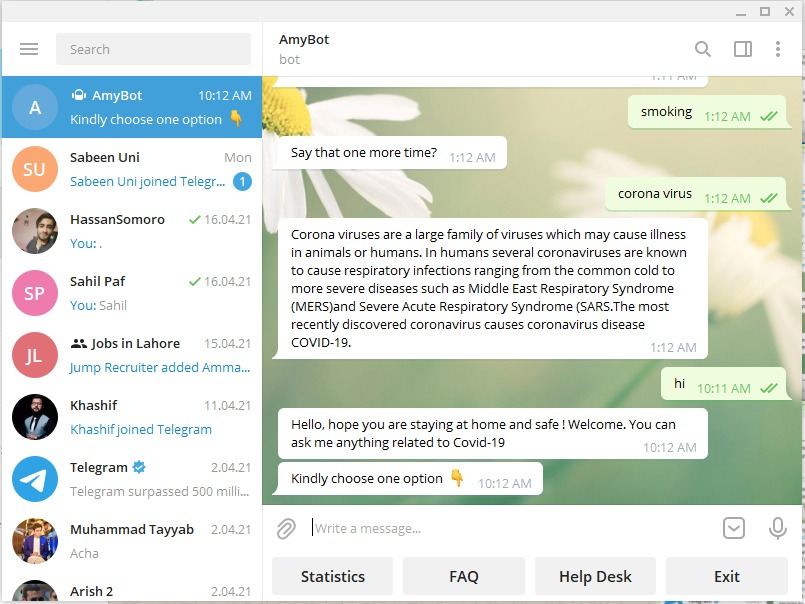 Search
A
AmyBot
10:12 AM
Kindly choose one option 👇
SU
Sabeen Uni
Mon
Sabeen Uni joined Telegr...
1
HassanSomoro
16.04.21
You: .
SP
Sahil Paf
16.04.21
You: Sahil
JL
Jobs in Lahore
15.04.21
Jump Recruiter added Amma...
Khashif
11.04.21
Khashif joined Telegram
Telegram
2.04.21
Telegram surpassed 500 milli...
Muhammad Tayyab
2.04.21
Acha
Arish 2
2.04.21
AmyBot
bot
1:11 AM
smoking
1:12 AM
Say that one more time?
1:12 AM
corona virus
1:12 AM
Corona viruses are a large family of viruses which may cause illness
in animals or humans. In humans several coronaviruses are known
to cause respiratory infections ranging from the common cold to
more severe diseases such as Middle East Respiratory Syndrome
(MERS)and Severe Acute Respiratory Syndrome (SARS.The most
recently discovered coronavirus causes coronavirus disease
COVID-19.
1:12 AM
hi
10:11 AM
Hello, hope you are staying at home and safe ! Welcome. You can
ask me anything related to Covid-19
10:12 AM
Kindly choose one option 👇
10:12 AM
Write a message...
Statistics
FAQ
Help Desk
Exit